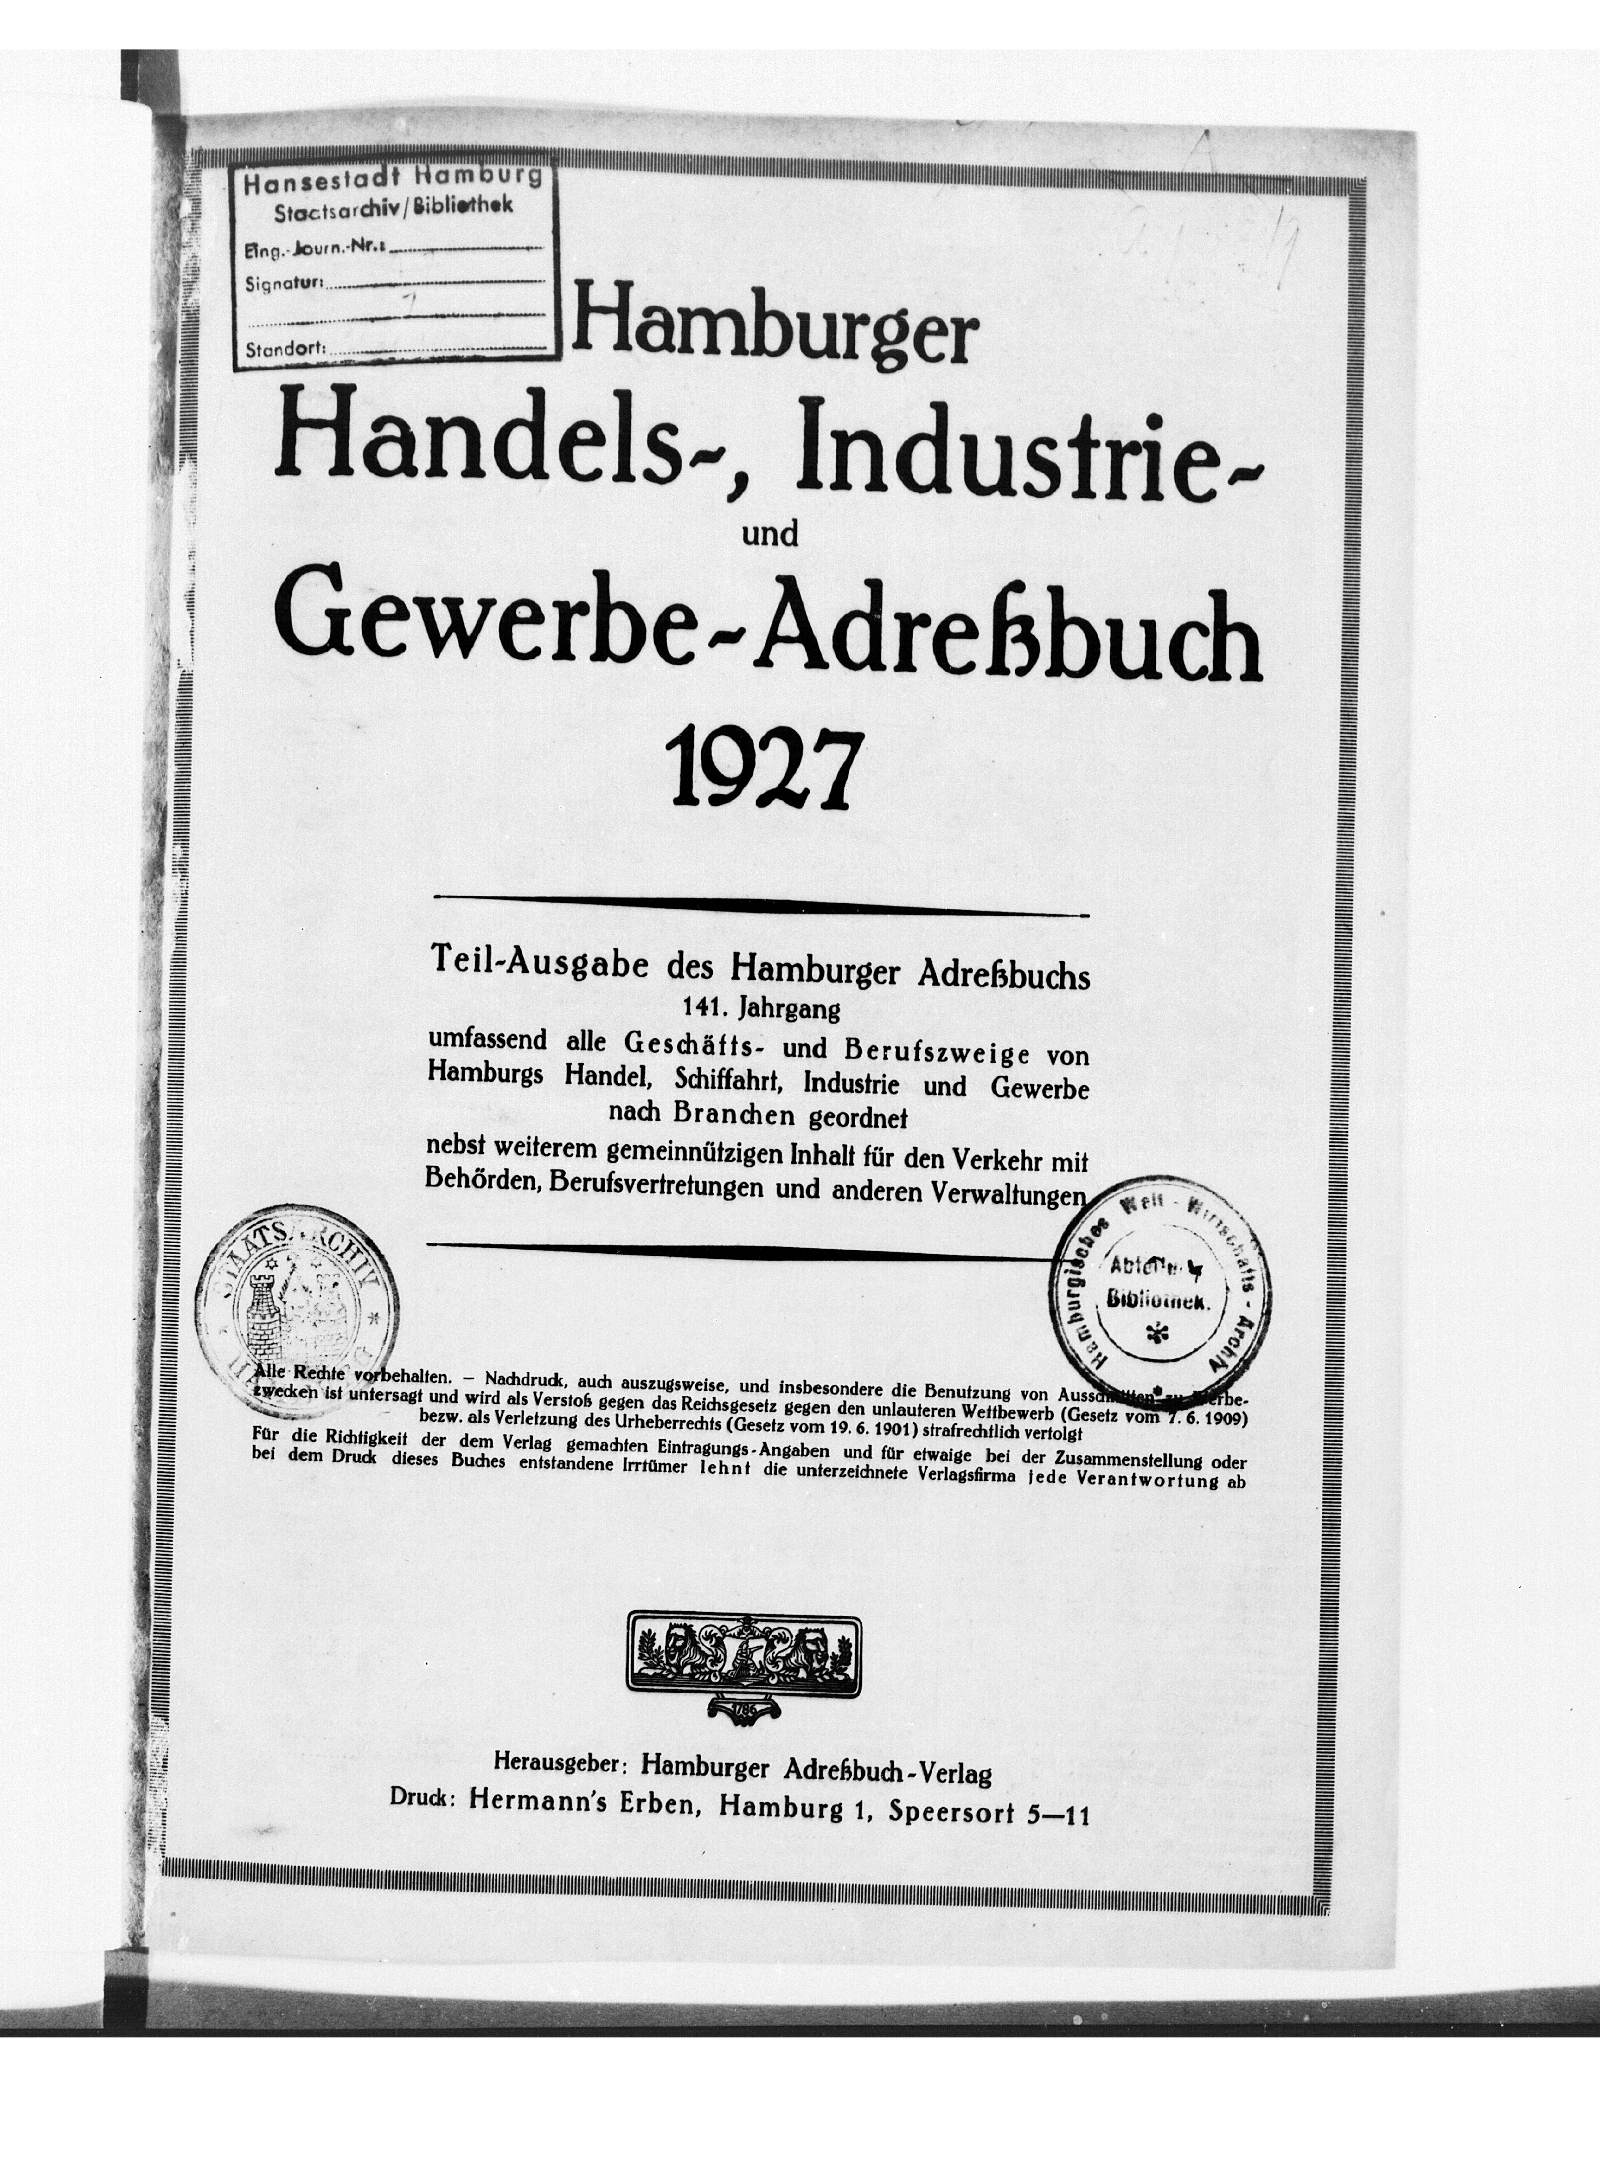 Hansestadt Hamburg
Staatsarchiv/Bibliothek
Eing.-Journ.-Nr.:
Signatur:
Standort:
Hamburger
Handels-, Industrie-
und
Gewerbe-Adreßbuch
1927
Teil-Ausgabe des Hamburger Adreßbuchs
141. Jahrgang
umfassend alle Geschäfts- und Berufszweige von
Hamburgs Handel, Schiffahrt, Industrie und Gewerbe
nach Branchen geordnet
nebst weiterem gemeinnützigen Inhalt für den Verkehr mit
Behörden, Berufsvertretungen und anderen Verwaltungen
STAATSARCHIV
Hamburgisches Welt-Wirtschafts-Archiv
Abteilung
Bibliothek.
Alle Rechte vorbehalten. — Nachdruck, auch auszugsweise, und insbesondere die Benutzung von Ausschnitten zu Werbe-
zwecken ist untersagt und wird als Verstoß gegen das Reichsgesetz gegen den unlauteren Wettbewerb (Gesetz vom 7. 6. 1909)
bezw. als Verletzung des Urheberrechts (Gesetz vom 19. 6. 1901) strafrechtlich verfolgt
Für die Richtigkeit der dem Verlag gemachten Eintragungs-Angaben und für etwaige bei der Zusammenstellung oder
bei dem Druck dieses Buches entstandene Irrtümer lehnt die unterzeichnete Verlagsfirma jede Verantwortung ab
1786
Herausgeber: Hamburger Adreßbuch-Verlag
Druck: Hermann's Erben, Hamburg 1, Speersort 5—11